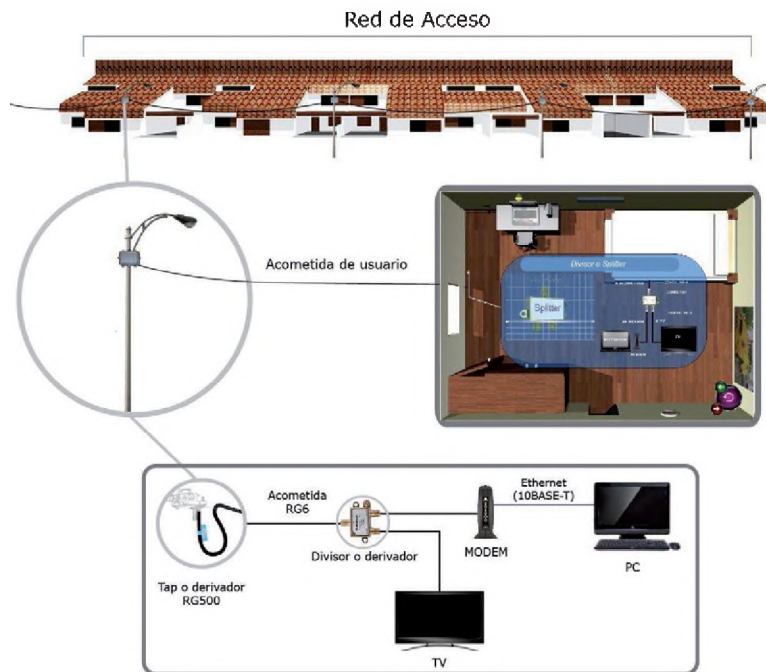 Red de Acceso
Acometida de usuario
Divisor o Splitter
Splitter
TV
Acometida
RG6
Ethernet
(10BASE-T)
Divisor o derivador
MODEM
PC
Tap o derivador
RG500
TV